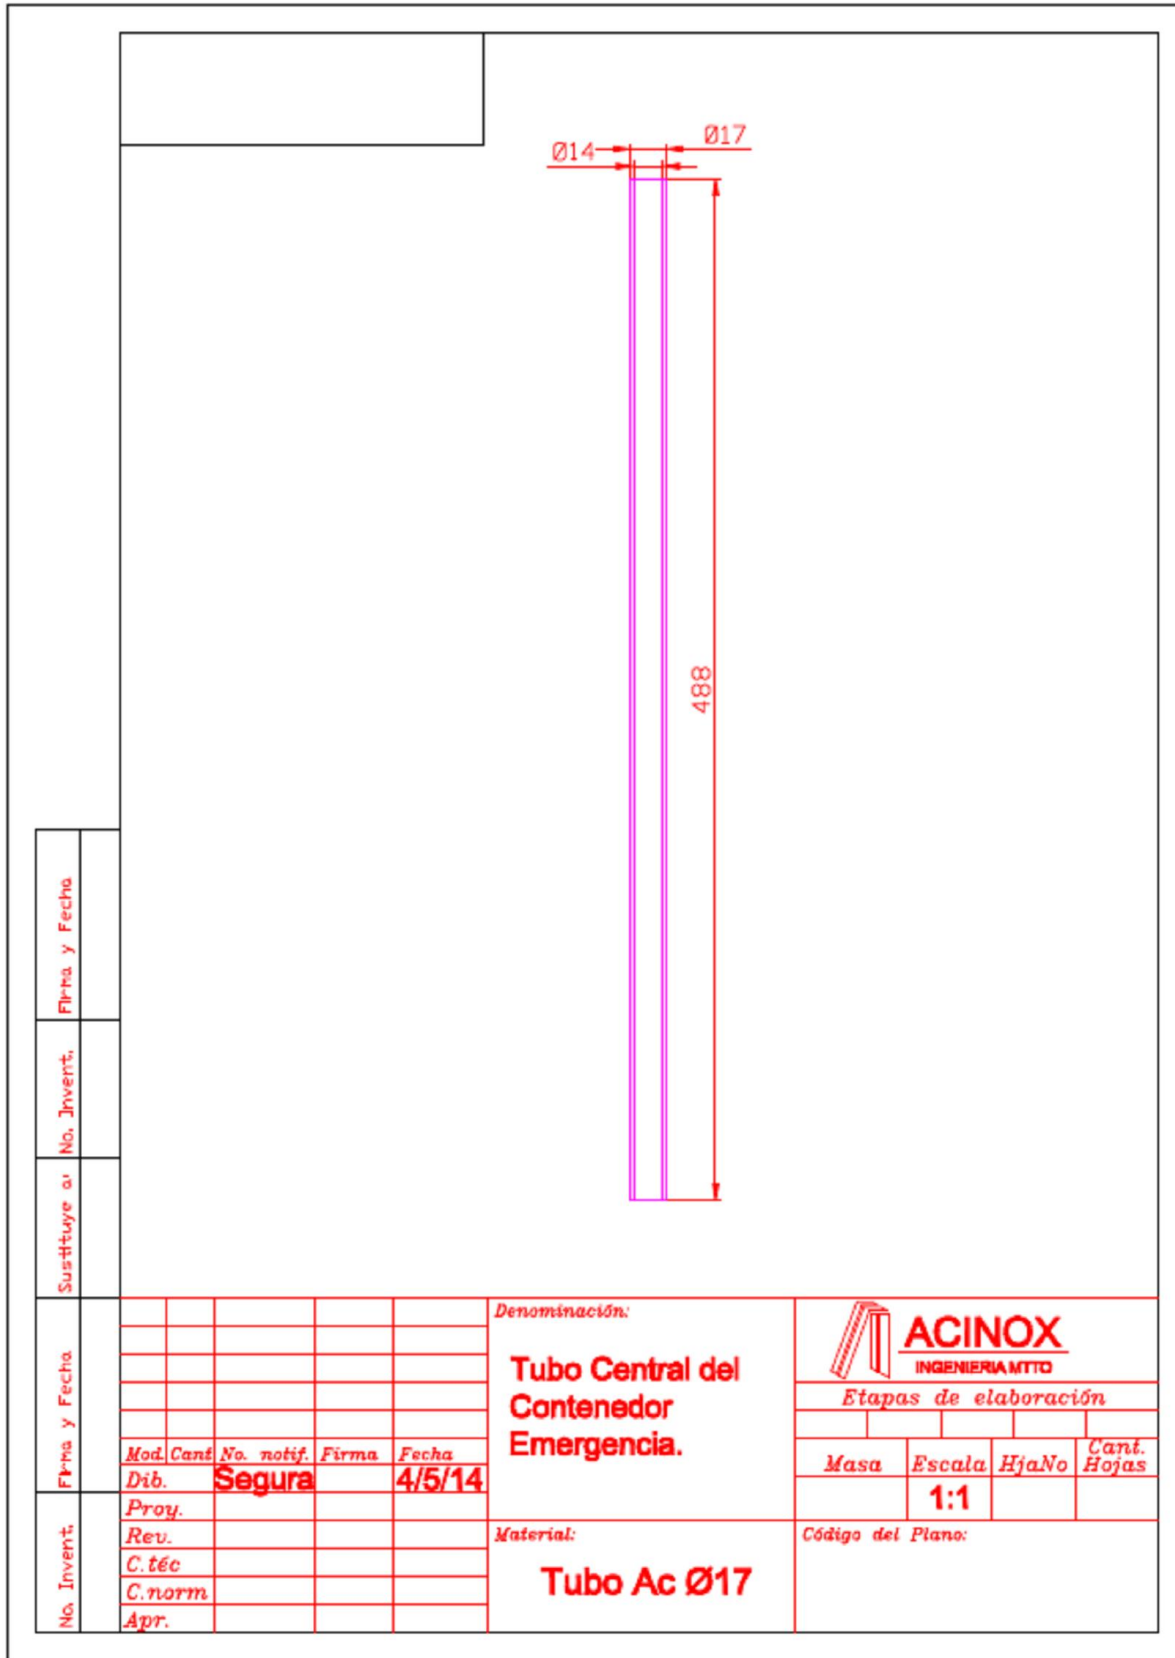 Ø17
Ø14
488
Firma y Fecha
No. Invent.
Sustituye a:
Firma y Fecha
No. Invent.
Mod. Cant No. notif. Firma Fecha
Dib. Segura 4/5/14
Proy.
Rev.
C.téc
C.norm
Apr.
Denominación:
Tubo Central del
Contenedor
Emergencia.
Material:
Tubo Ac Ø17
ACINOX
INGENIERIA MTTO
Etapas de elaboración
Masa Escala HjaNo Cant. Hojas
1:1
Código del Plano: